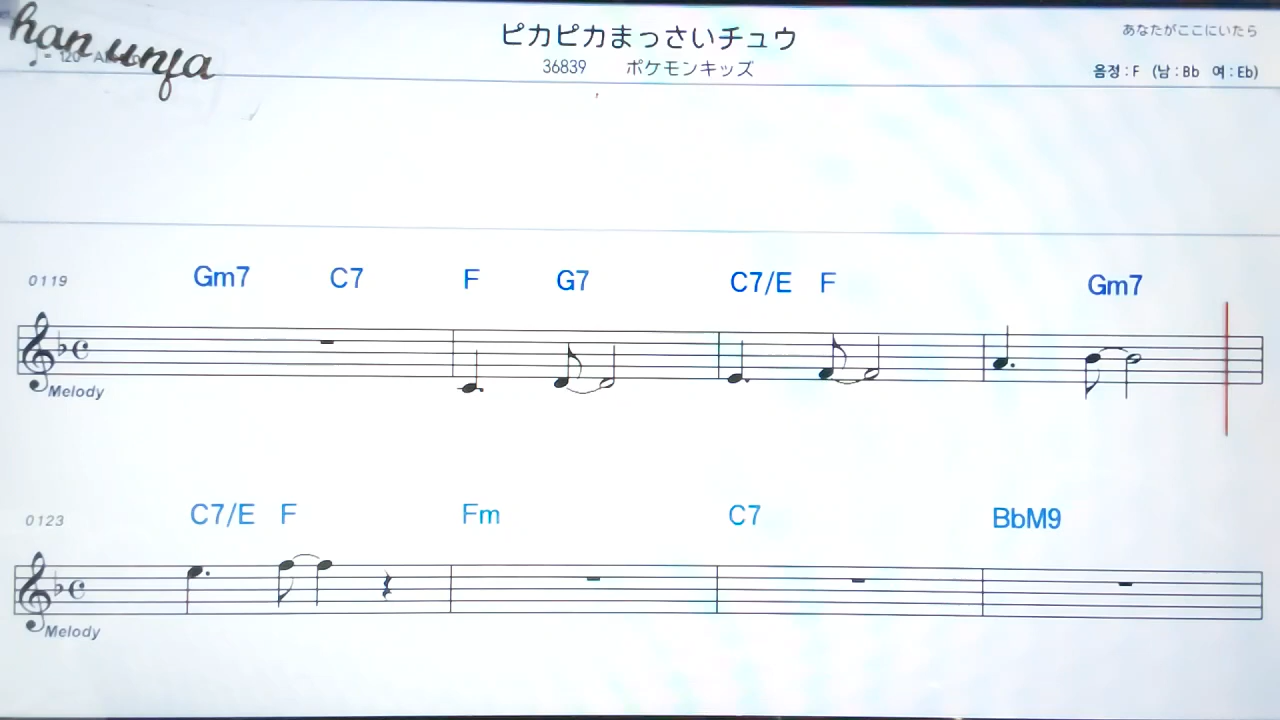 han unja
ピカピカまっさいチュウ
あなたがここにいたら
♩= 120
36839 ポケモンキッズ
음정 : F (남 : Bb 여 : Eb)
0119 Gm7 C7 F G7 C7/E F Gm7
Melody
0123 C7/E F Fm C7 BbM9
Melody